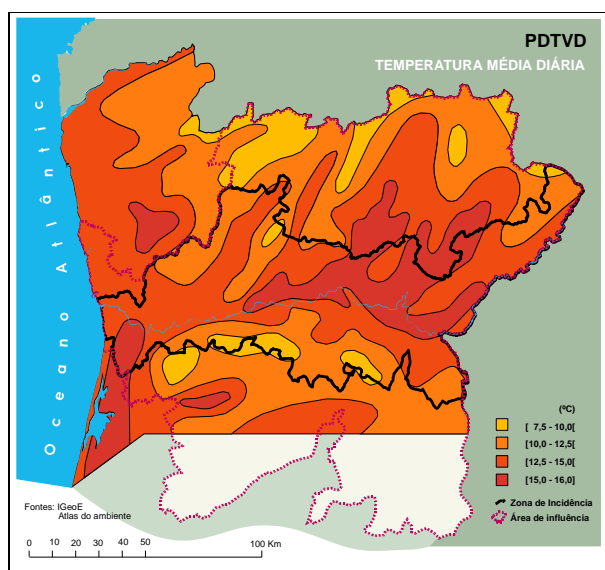 PDTVD
TEMPERATURA MÉDIA DIÁRIA
Oceano Atlântico
(ºC)
[ 7,5 - 10,0[
[10,0 - 12,5[
[12,5 - 15,0[
[15,0 - 16,0]
Zona de Incidência
Área de influência
Fontes: IGeoE
Atlas do ambiente
0 10 20 30 40 50 100 Km